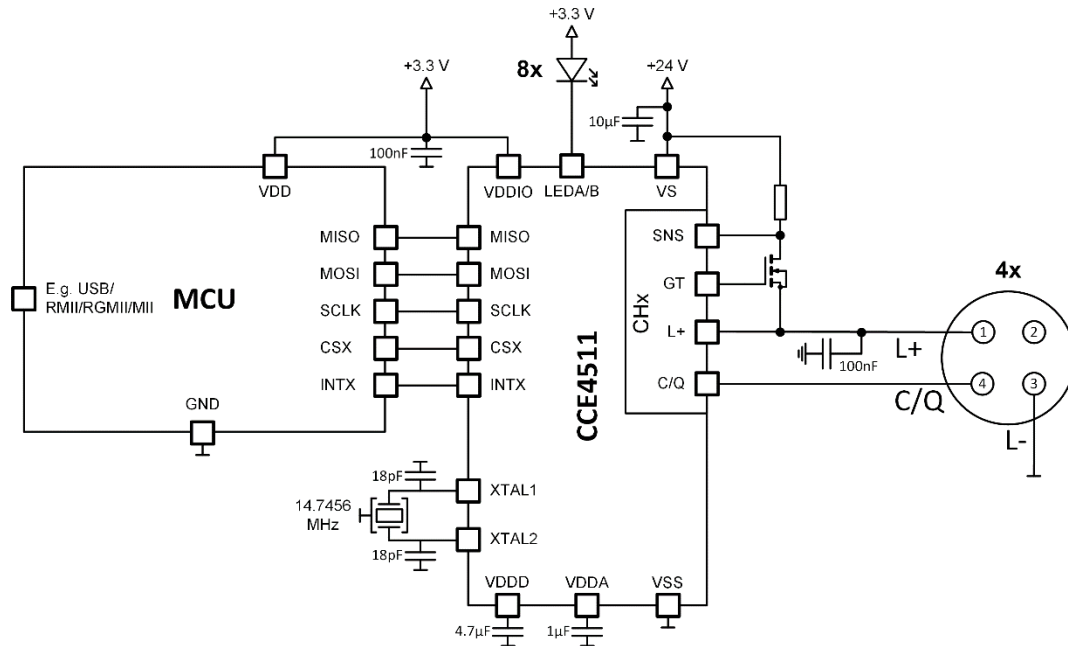 +3.3 V
8x
+3.3 V
+24 V
10µF
100nF
VDD
VDDIO
LEDA/B
VS
MISO
MISO
SNS
MOSI
MOSI
GT
4x
E.g. USB/
RMII/RGMII/MII
MCU
SCLK
SCLK
CHx
L+
L+
1
2
CSX
CSX
100nF
INTX
INTX
C/Q
C/Q
4
3
CCE4511
GND
L-
18pF
XTAL1
14.7456
MHz
XTAL2
18pF
VDDD
VDDA
VSS
4.7µF
1µF